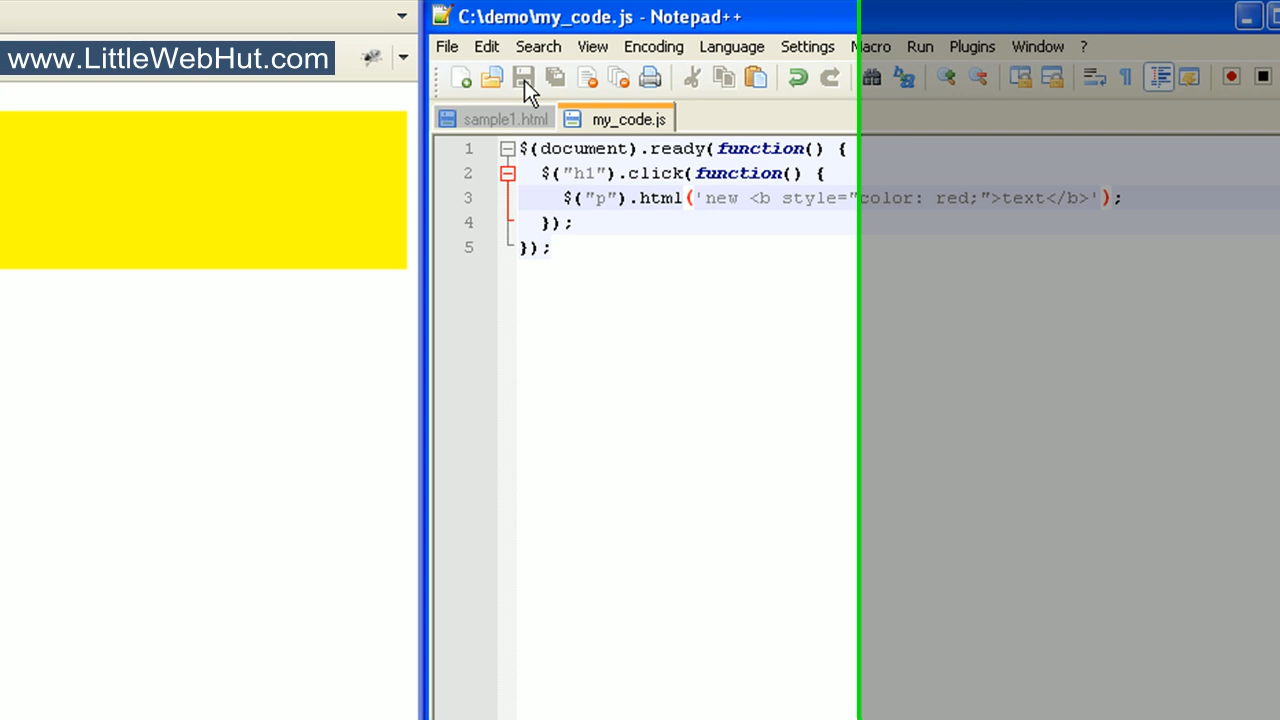 www.LittleWebHut.com
C:\demo\my_code.js - Notepad++
File Edit Search View Encoding Language Settings Macro Run Plugins Window ?
sample1.html my_code.js
1 $(document).ready(function() {
2 $("h1").click(function() {
3 $("p").html('new <b style="color: red;">text</b>');
4 });
5 });